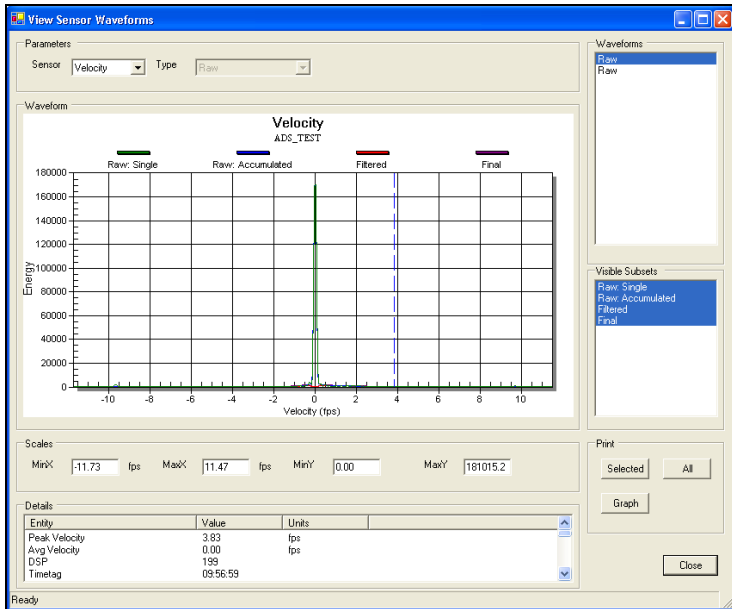 View Sensor Waveforms
Parameters
Sensor Velocity Type Raw
Waveform
Velocity
ADS_TEST
Raw: Single Raw: Accumulated Filtered Final
180000
160000
140000
120000
100000
80000
60000
40000
20000
0
Energy
-10 -8 -6 -4 -2 0 2 4 6 8 10
Velocity (fps)
Scales
MinX -11.73 fps MaxX 11.47 fps MinY 0.00 MaxY 181015.2
Details
Entity Value Units
Peak Velocity 3.83 fps
Avg Velocity 0.00 fps
DSP 199
Timetag 09:56:59
Waveforms
Raw
Raw
Visible Subsets
Raw: Single
Raw: Accumulated
Filtered
Final
Print
Selected All
Graph
Close
Ready